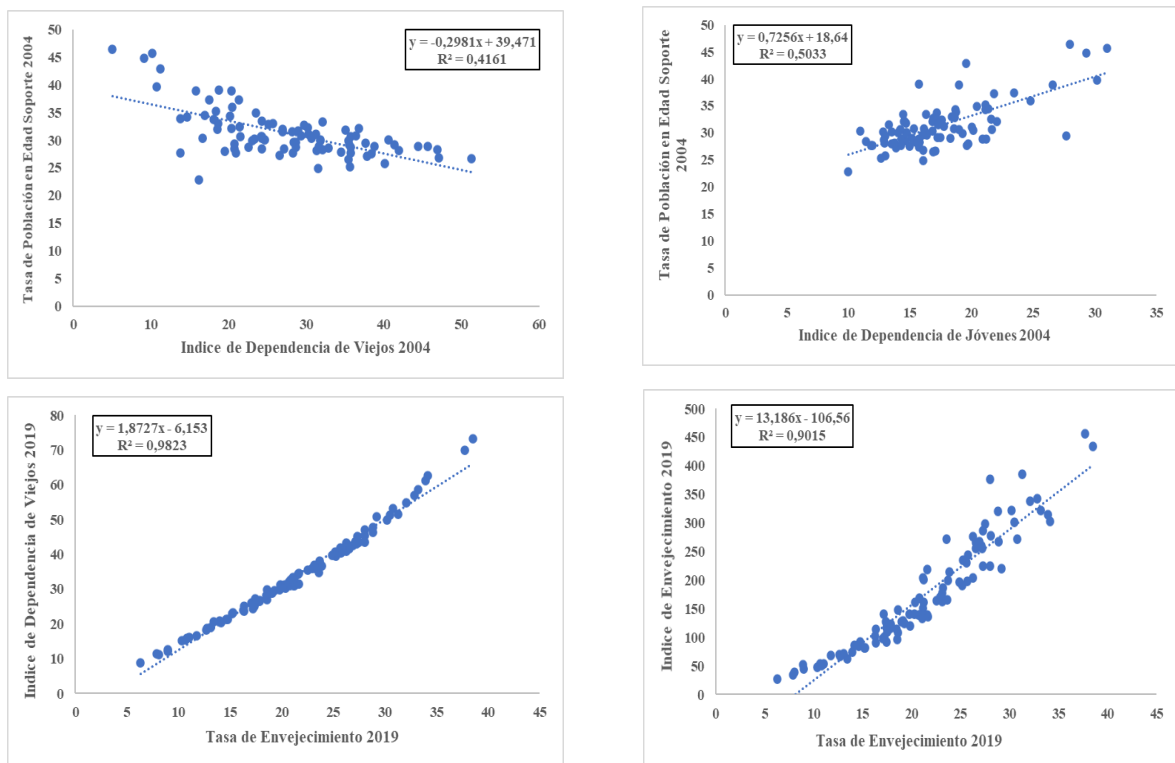 y = -0,2981x + 39,471
R² = 0,4161
Tasa de Población en Edad Soporte 2004
50
45
40
35
30
25
20
15
10
5
0
0 10 20 30 40 50 60
Indice de Dependencia de Viejos 2004
y = 0,7256x + 18,64
R² = 0,5033
Tasa de Población en Edad Soporte
2004
50
45
40
35
30
25
20
15
10
5
0
0 5 10 15 20 25 30 35
Indice de Dependencia de Jóvenes 2004
y = 1,8727x - 6,153
R² = 0,9823
Indice de Dependencia de Viejos 2019
80
70
60
50
40
30
20
10
0
0 5 10 15 20 25 30 35 40 45
Tasa de Envejecimiento 2019
y = 13,186x - 106,56
R² = 0,9015
Indice de Envejecimiento 2019
500
450
400
350
300
250
200
150
100
50
0
0 5 10 15 20 25 30 35 40 45
Tasa de Envejecimiento 2019